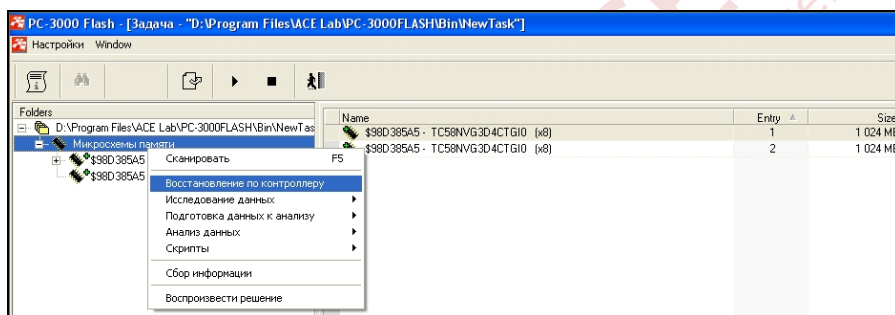 PC-3000 Flash - [Задача - "D:\Program Files\ACE Lab\PC-3000FLASH\Bin\NewTask"]
Настройки Window
Folders
D:\Program Files\ACE Lab\PC-3000FLASH\Bin\NewTas
Микросхемы памяти
$98D385A5
$98D385A5
Сканировать F5
Восстановление по контроллеру
Исследование данных
Подготовка данных к анализу
Анализ данных
Скрипты
Сбор информации
Воспроизвести решение
Name Entry Size
$98D385A5 - TC58NVG3D4CTGI0 (x8) 1 1 024 МБ
$98D385A5 - TC58NVG3D4CTGI0 (x8) 2 1 024 МБ